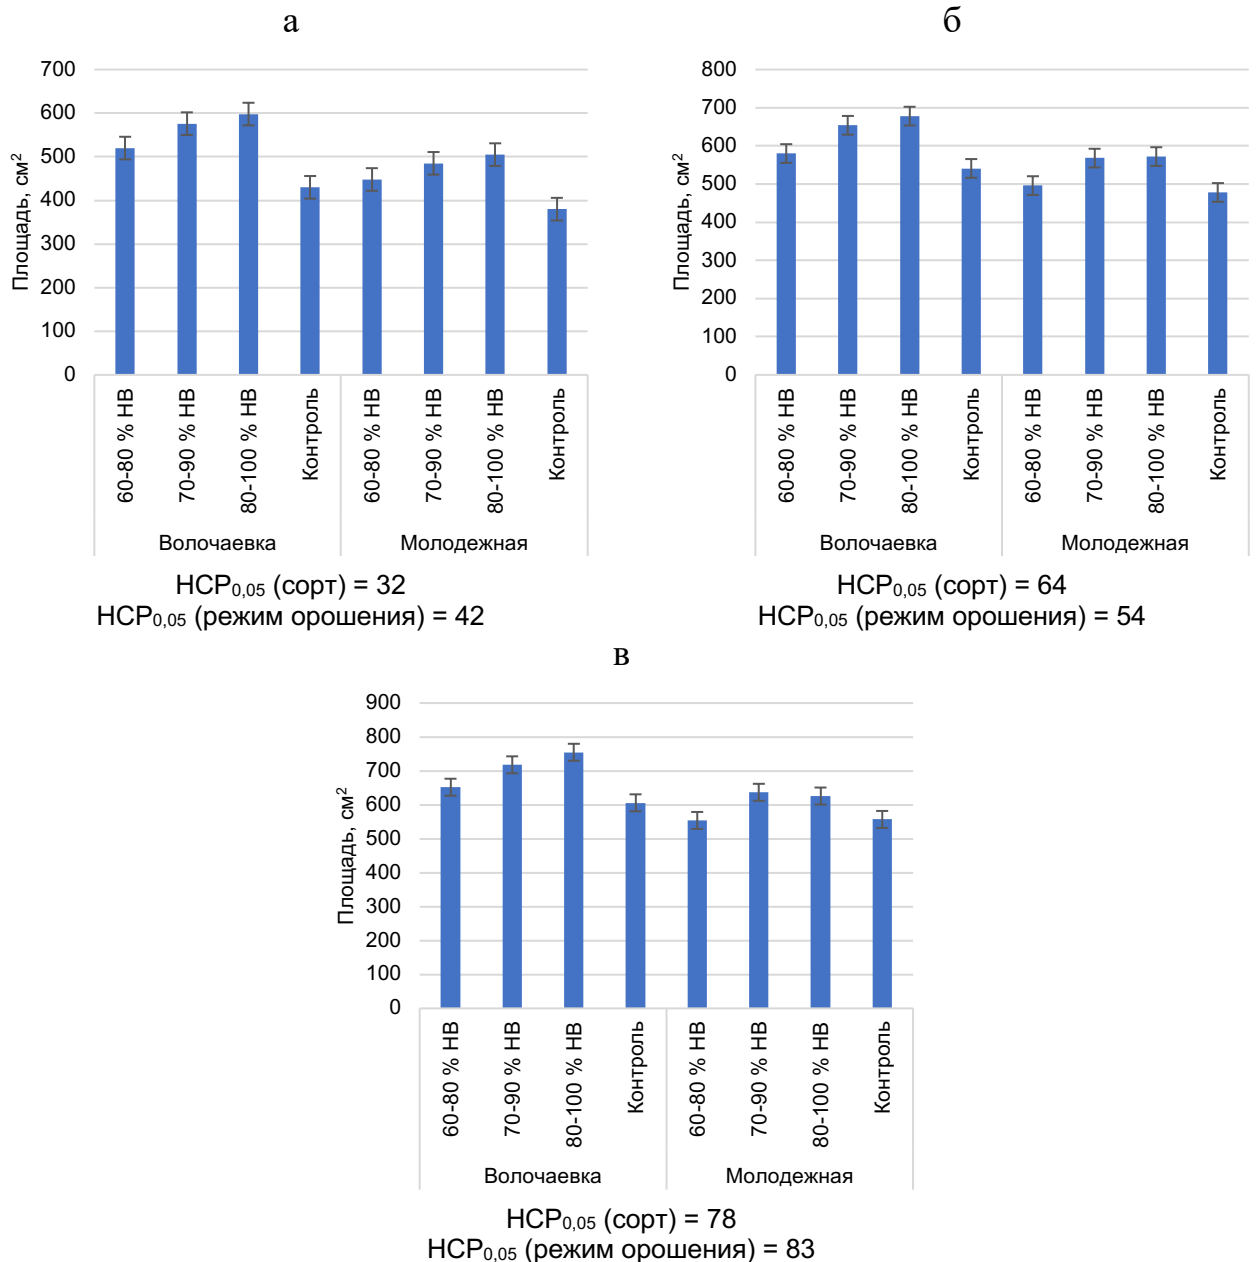 а
700
600
500
400
300
200
100
0
Площадь, см²
60-80 % НВ
70-90 % НВ
80-100 % НВ
Контроль
60-80 % НВ
70-90 % НВ
80-100 % НВ
Контроль
Волочаевка
Молодежная
НСР₀,₀₅ (сорт) = 32
НСР₀,₀₅ (режим орошения) = 42
б
800
700
600
500
400
300
200
100
0
Площадь, см²
60-80 % НВ
70-90 % НВ
80-100 % НВ
Контроль
60-80 % НВ
70-90 % НВ
80-100 % НВ
Контроль
Волочаевка
Молодежная
НСР₀,₀₅ (сорт) = 64
НСР₀,₀₅ (режим орошения) = 54
в
900
800
700
600
500
400
300
200
100
0
Площадь, см²
60-80 % НВ
70-90 % НВ
80-100 % НВ
Контроль
60-80 % НВ
70-90 % НВ
80-100 % НВ
Контроль
Волочаевка
Молодежная
НСР₀,₀₅ (сорт) = 78
НСР₀,₀₅ (режим орошения) = 83